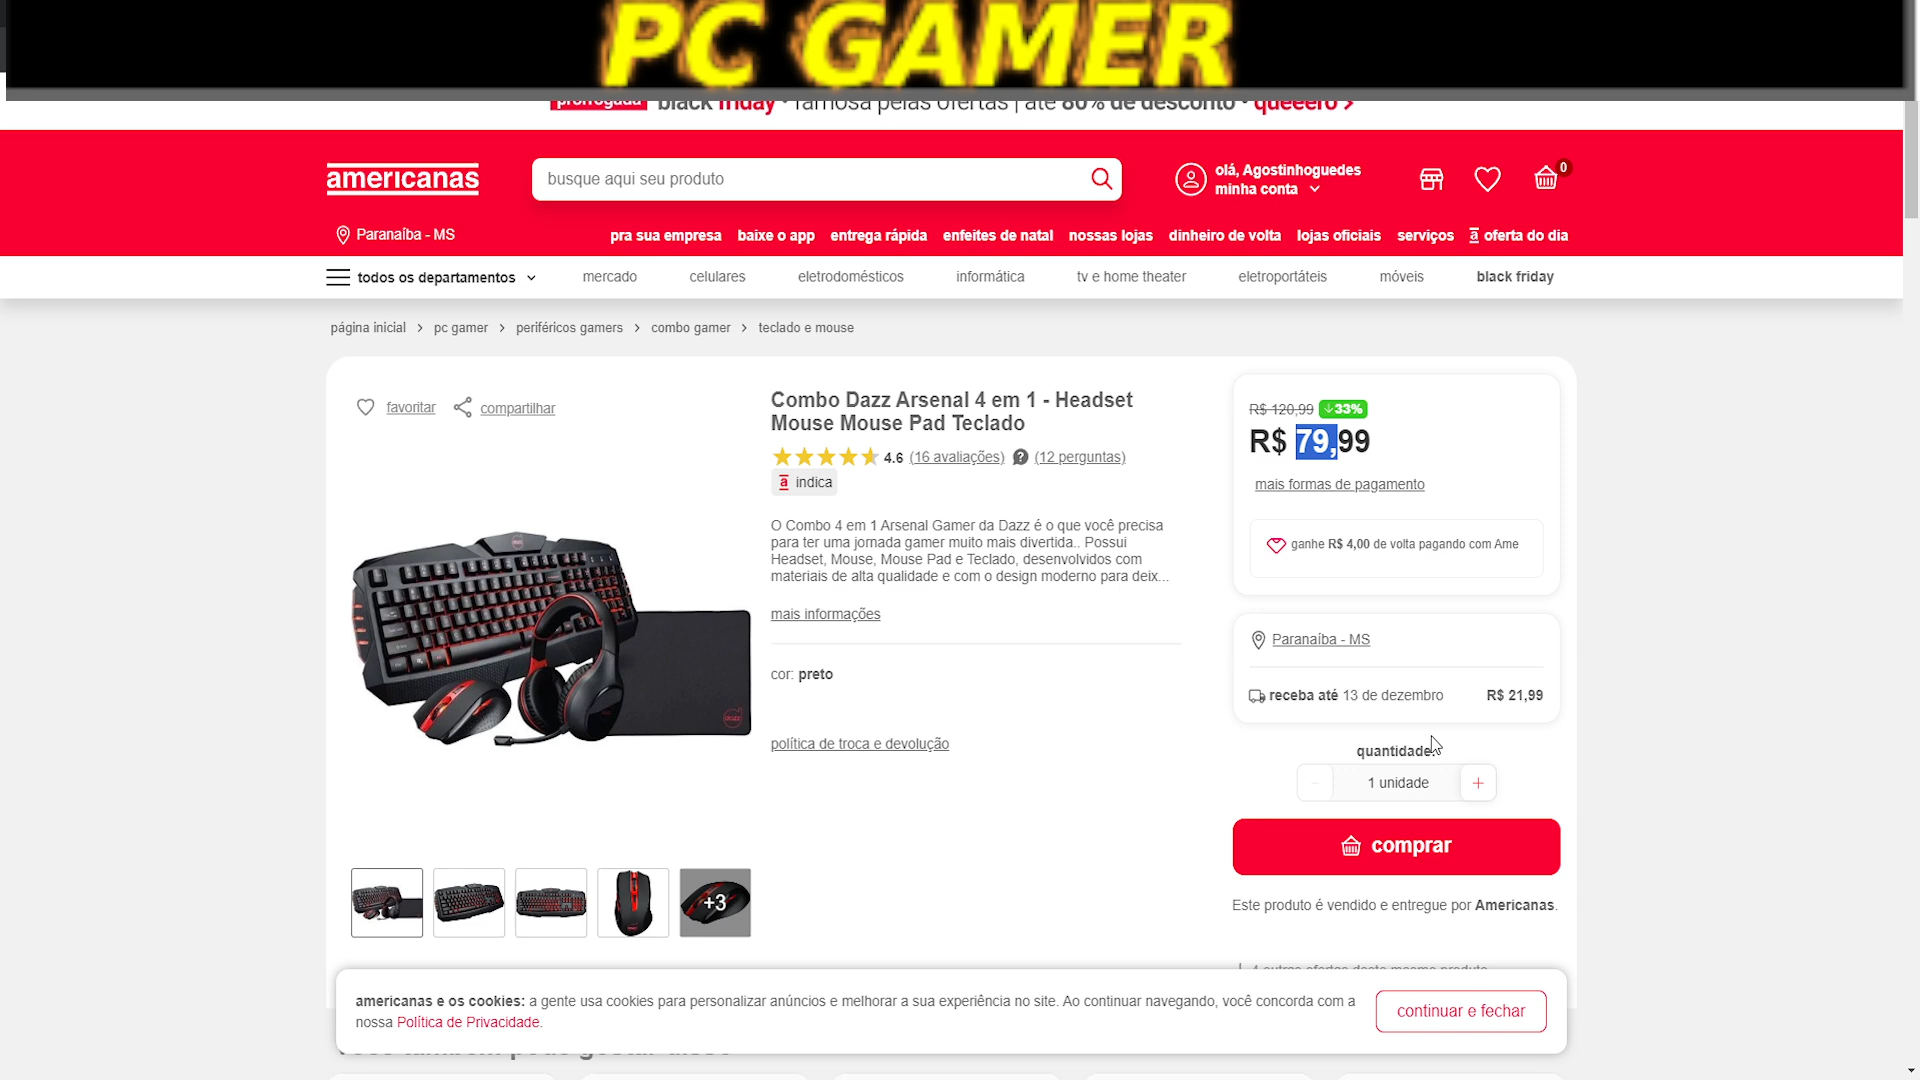 PC GAMER
prorrogada black friday · famosa pelas ofertas | até 80% de desconto · queeero >
americanas
busque aqui seu produto
olá, Agostinhoguedes
minha conta
0
Paranaíba - MS
pra sua empresa baixe o app entrega rápida enfeites de natal nossas lojas dinheiro de volta lojas oficiais serviços a oferta do dia
todos os departamentos mercado celulares eletrodomésticos informática tv e home theater eletroportáteis móveis black friday
página inicial > pc gamer > periféricos gamers > combo gamer > teclado e mouse
favoritar compartilhar
Combo Dazz Arsenal 4 em 1 - Headset
Mouse Mouse Pad Teclado
4.6 (16 avaliações) (12 perguntas)
a indica
O Combo 4 em 1 Arsenal Gamer da Dazz é o que você precisa
para ter uma jornada gamer muito mais divertida.. Possui
Headset, Mouse, Mouse Pad e Teclado, desenvolvidos com
materiais de alta qualidade e com o design moderno para deix...
mais informações
cor: preto
política de troca e devolução
+3
R$ 120,99 33%
R$ 79,99
mais formas de pagamento
ganhe R$ 4,00 de volta pagando com Ame
Paranaíba - MS
receba até 13 de dezembro R$ 21,99
quantidade:
- 1 unidade +
comprar
Este produto é vendido e entregue por Americanas.
4 outras ofertas deste mesmo produto
americanas e os cookies: a gente usa cookies para personalizar anúncios e melhorar a sua experiência no site. Ao continuar navegando, você concorda com a
nossa Política de Privacidade.
continuar e fechar
você também pode gostar disso